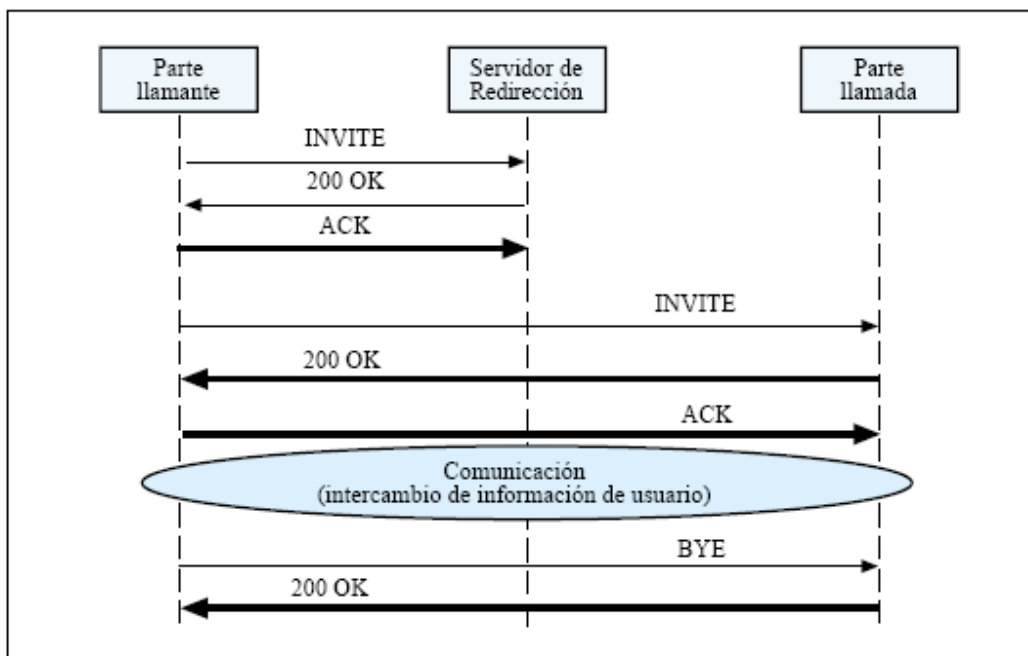 Parte
llamante
Servidor de
Redirección
Parte
llamada
INVITE
200 OK
ACK
INVITE
200 OK
ACK
Comunicación
(intercambio de información de usuario)
BYE
200 OK